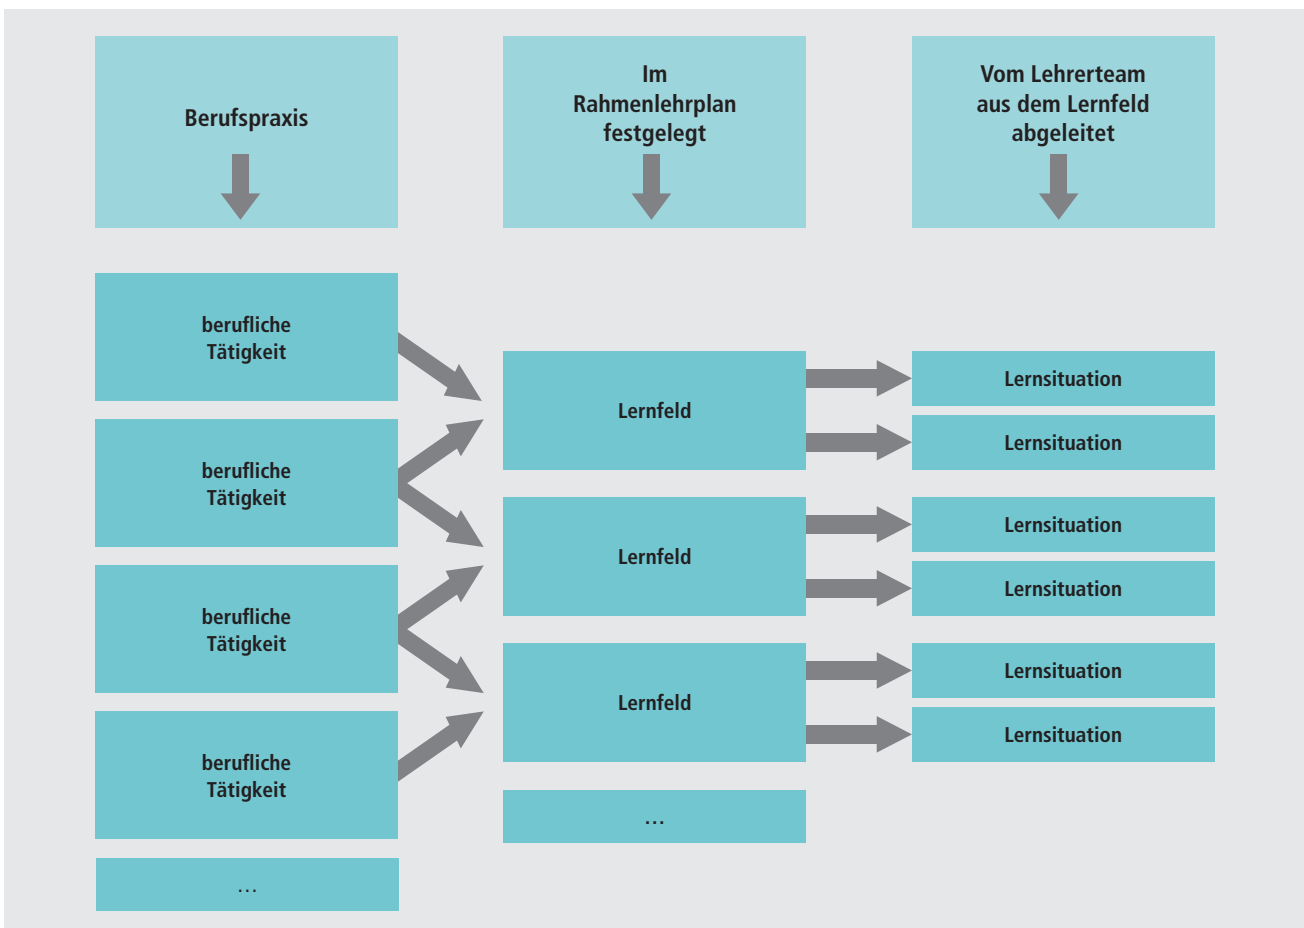 Berufspraxis
Im
Rahmenlehrplan
festgelegt
Vom Lehrerteam
aus dem Lernfeld
abgeleitet
berufliche
Tätigkeit
berufliche
Tätigkeit
berufliche
Tätigkeit
berufliche
Tätigkeit
...
Lernfeld
Lernfeld
Lernfeld
...
Lernsituation
Lernsituation
Lernsituation
Lernsituation
Lernsituation
Lernsituation